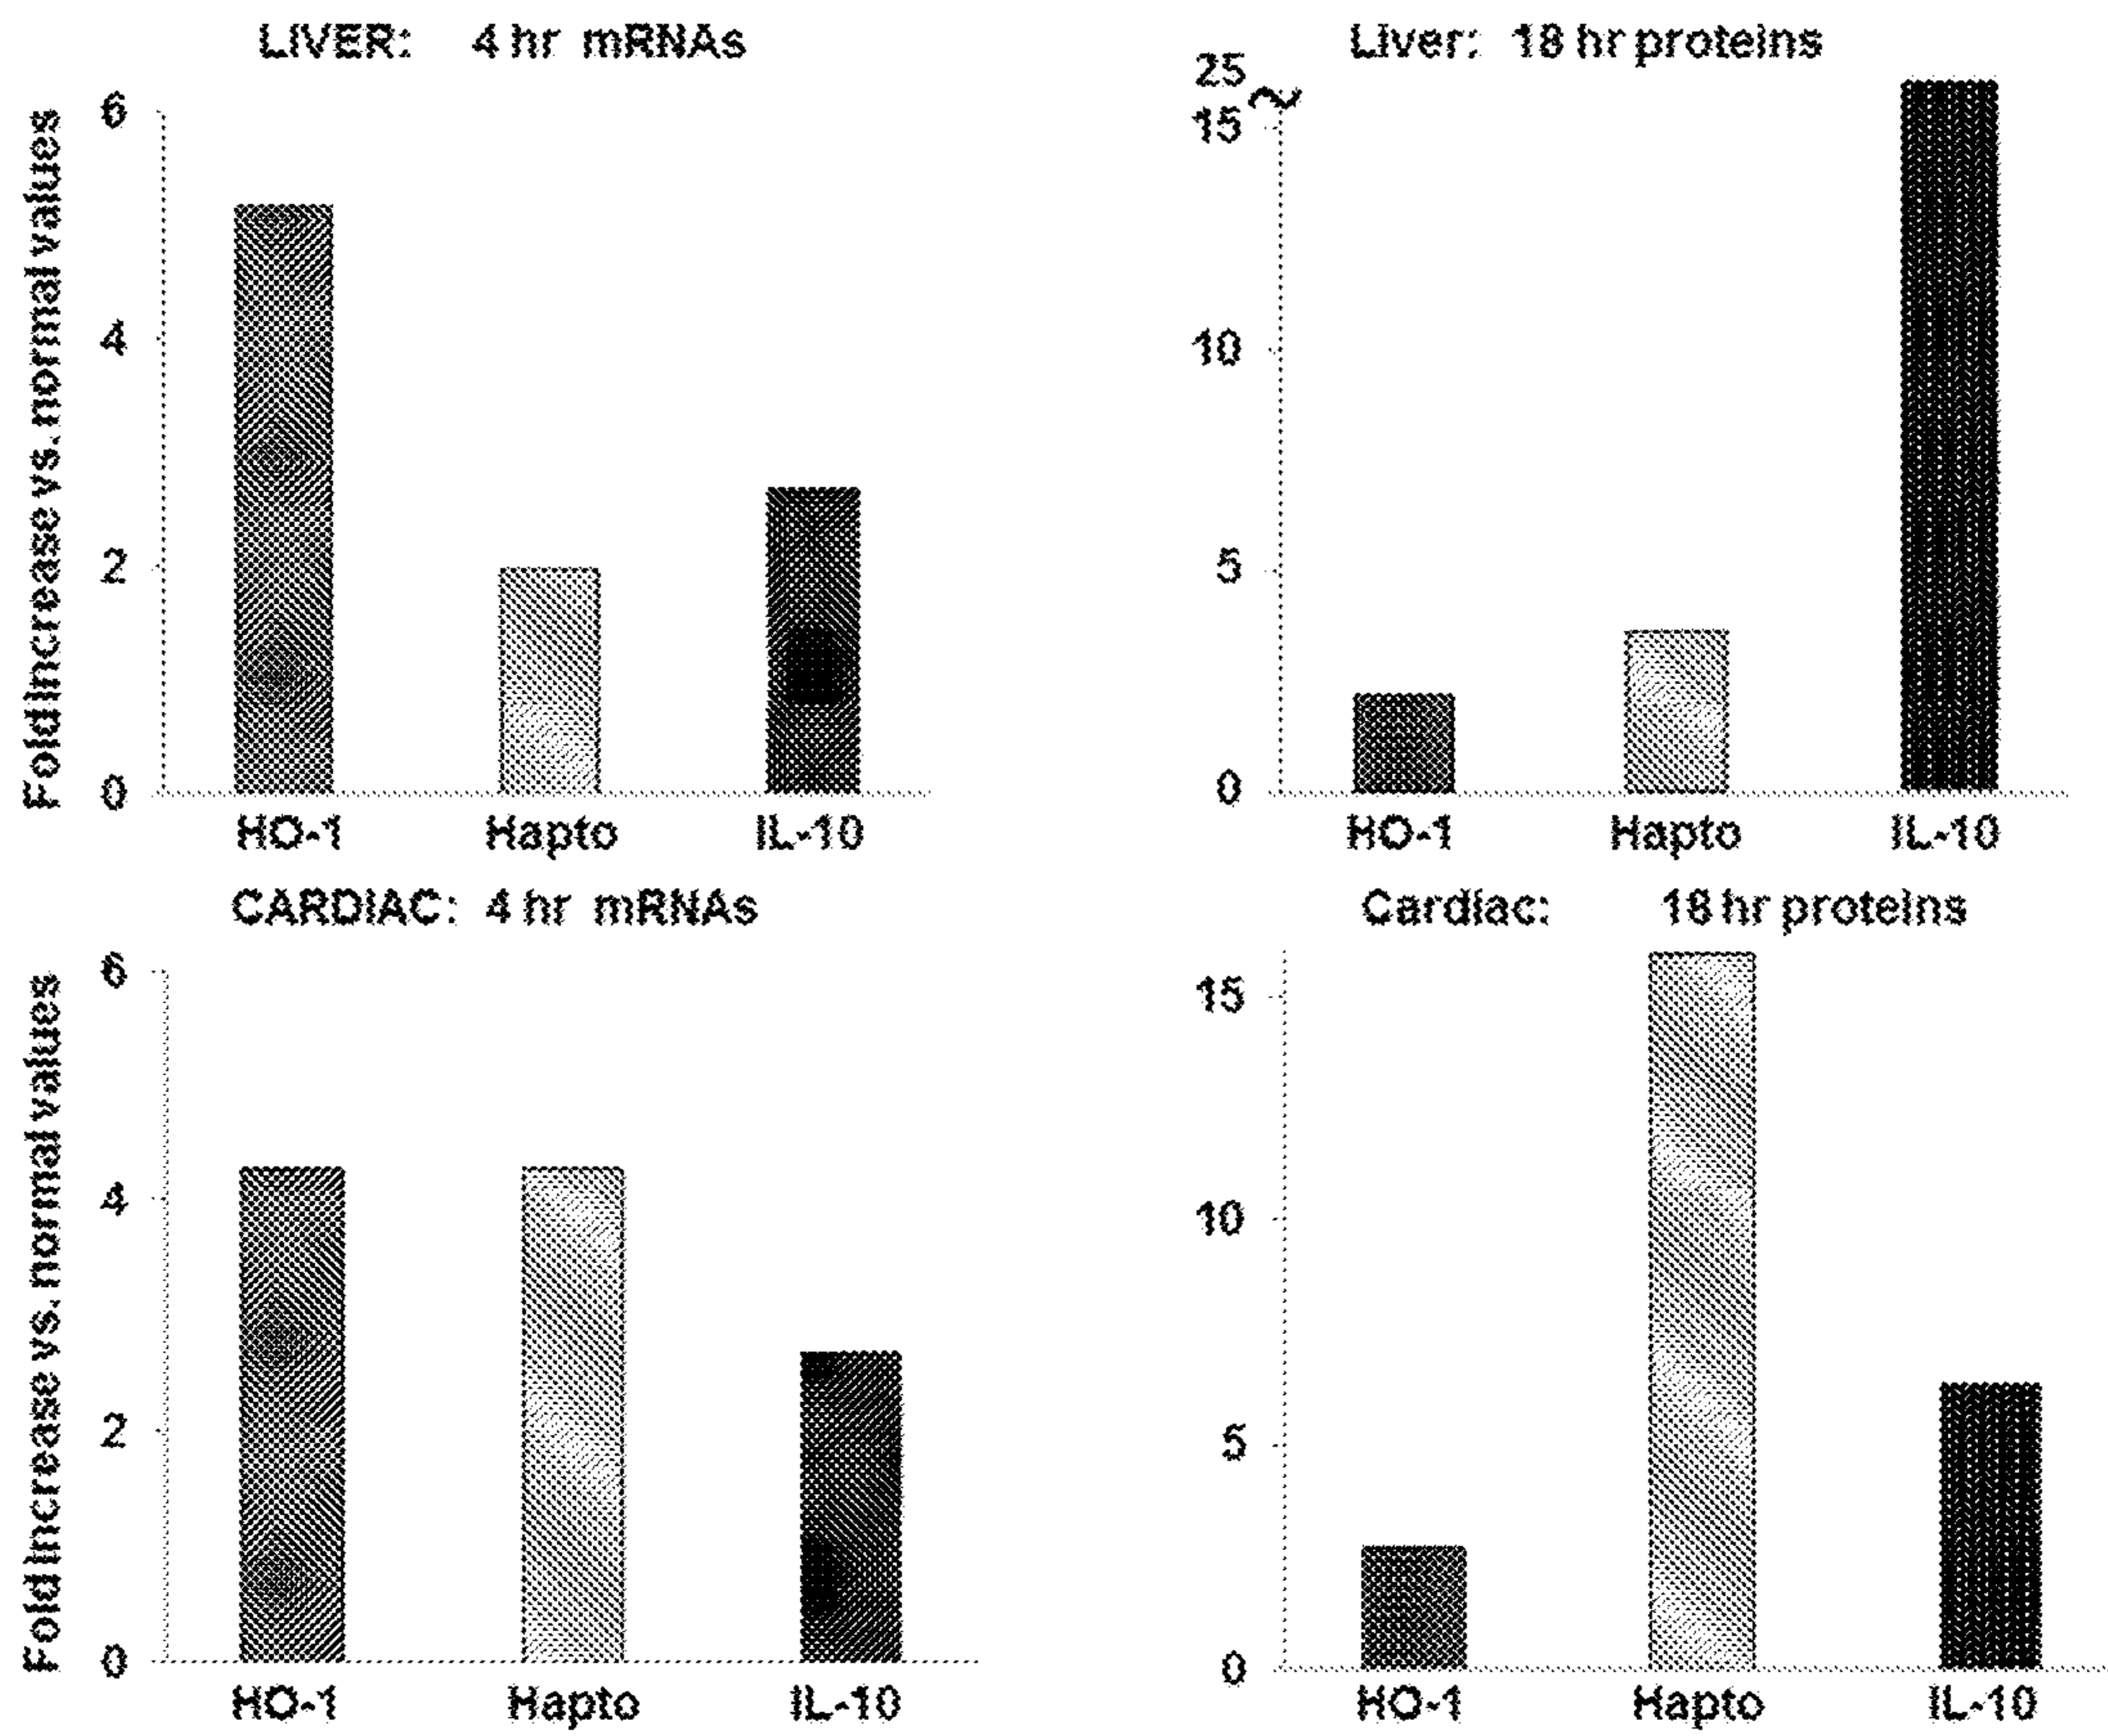 LIVER: 4 hr mRNAs
Fold increase vs. normal values
6
4
2
0
HO-1 Hapto IL-10
Liver: 18 hr proteins
25
15
10
5
0
HO-1 Hapto IL-10
CARDIAC: 4 hr mRNAs
Fold increase vs. normal values
6
4
2
0
HO-1 Hapto IL-10
Cardiac: 18 hr proteins
15
10
5
0
HO-1 Hapto IL-10